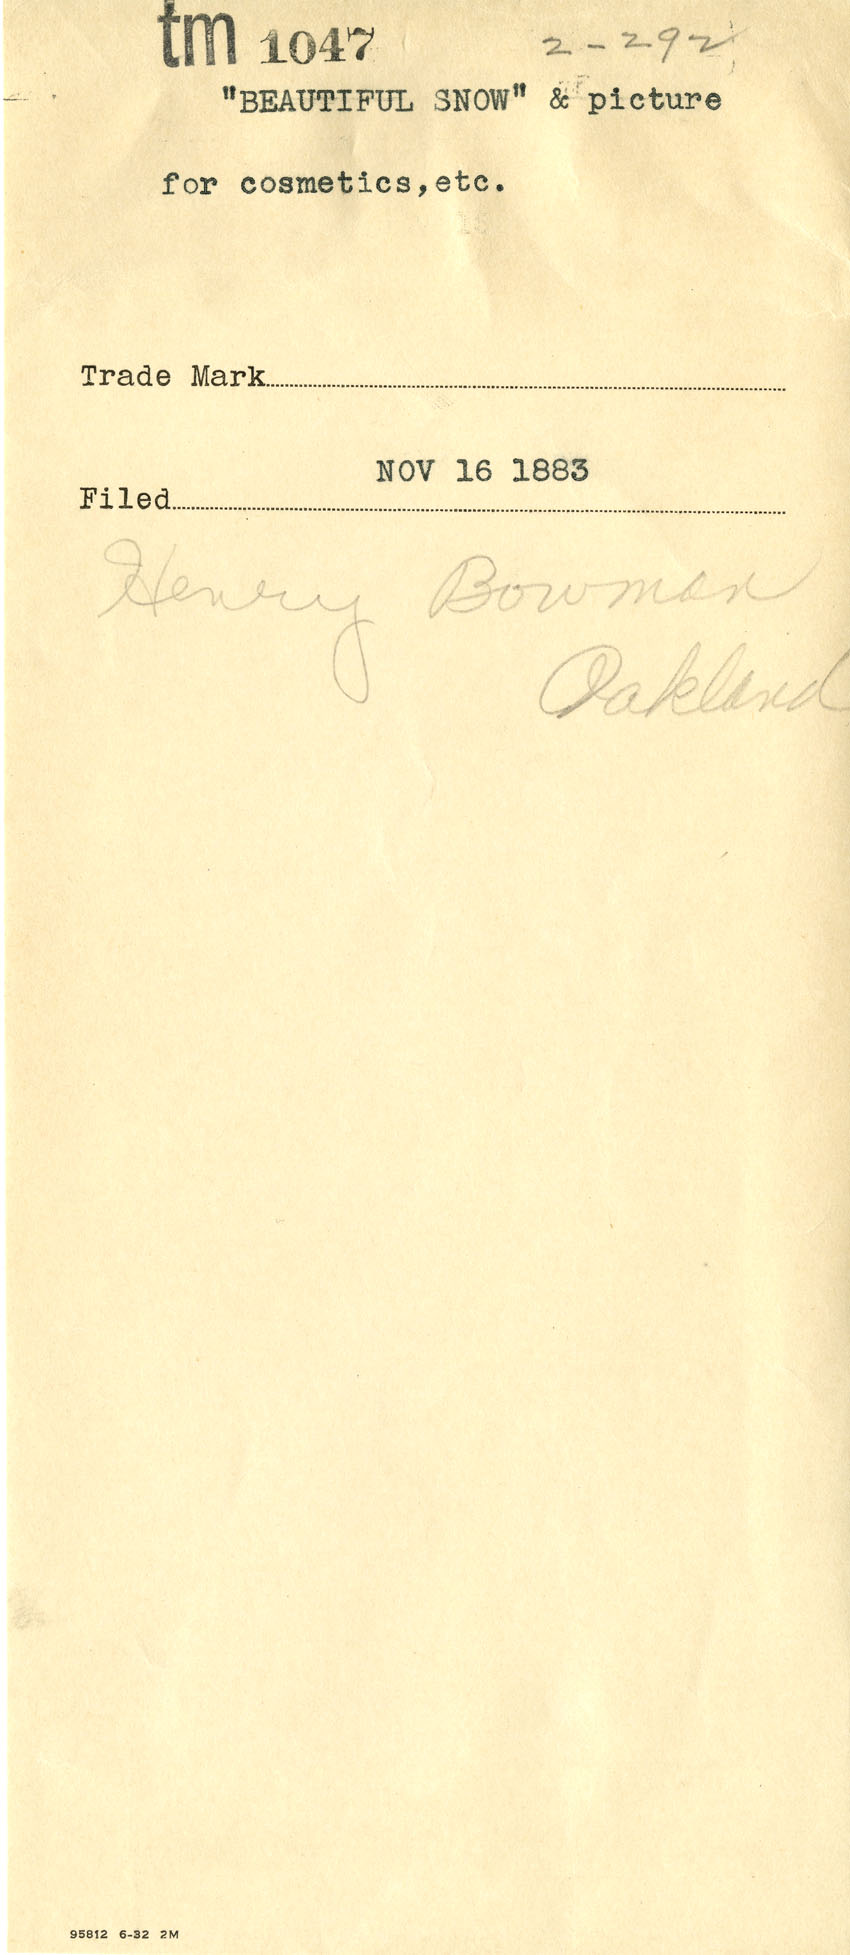 tm 1047 2-292
"BEAUTIFUL SNOW" & picture
for cosmetics,etc.
Trade Mark
NOV 16 1883
Filed
Henry Bowman
Oakland
95812 6-32 2M